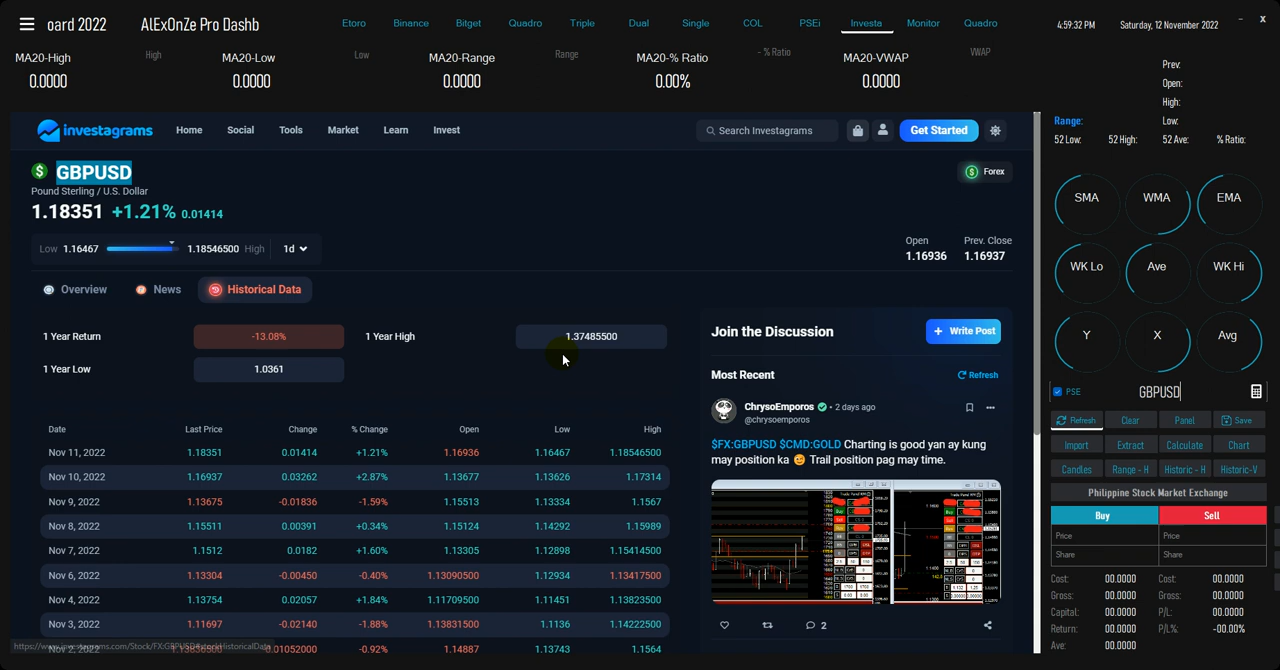 oard 2022 AlExOnZe Pro Dashb
Etoro Binance Bitget Quadro Triple Dual Single COL PSEi Investa Monitor Quadro
4:59:32 PM Saturday, 12 November 2022 – X
MA20-High High MA20-Low Low MA20-Range Range MA20-% Ratio - % Ratio MA20-VWAP VWAP
0.0000 0.0000 0.0000 0.00% 0.0000
Prev:
Open:
High:
Range: Low:
52 Low: 52 High: 52 Ave: % Ratio:
investagrams Home Social Tools Market Learn Invest Search Investagrams Get Started
$ GBPUSD
Pound Sterling / U.S. Dollar
$ Forex
1.18351 +1.21% 0.01414
Low 1.16467 1.18546500 High 1d
Open Prev. Close
1.16936 1.16937
Overview News Historical Data
1 Year Return -13.08% 1 Year High 1.37485500
1 Year Low 1.0361
Date Last Price Change % Change Open Low High
Nov 11, 2022 1.18351 0.01414 +1.21% 1.16936 1.16467 1.18546500
Nov 10, 2022 1.16937 0.03262 +2.87% 1.13677 1.13626 1.17314
Nov 9, 2022 1.13675 -0.01836 -1.59% 1.15513 1.13334 1.1567
Nov 8, 2022 1.15511 0.00391 +0.34% 1.15124 1.14292 1.15989
Nov 7, 2022 1.1512 0.0182 +1.60% 1.13305 1.12898 1.15414500
Nov 6, 2022 1.13304 -0.00450 -0.40% 1.13090500 1.12934 1.13417500
Nov 4, 2022 1.13754 0.02057 +1.84% 1.11709500 1.11451 1.13823500
Nov 3, 2022 1.11697 -0.02140 -1.88% 1.13831500 1.1136 1.14222500
-0.92% 1.14887 1.13743 1.1564
Join the Discussion + Write Post
Most Recent Refresh
ChrysoEmporos • 2 days ago
@chrysoemporos
$FX:GBPUSD $CMD:GOLD Charting is good yan ay kung
may position ka Trail position pag may time.
2
SMA WMA EMA
WK Lo Ave WK Hi
Y X Avg
PSE GBPUSD
Refresh Clear Panel Save
Import Extract Calculate Chart
Candles Range - H Historic - H Historic-V
Philippine Stock Market Exchange
Buy Sell
Price Price
Share Share
Cost: 00.0000 Cost: 00.0000
Gross: 00.0000 Gross: 00.0000
Capital: 00.0000 P/L: 00.0000
Return: 00.0000 P/L%: -00.00%
Ave: 00.0000